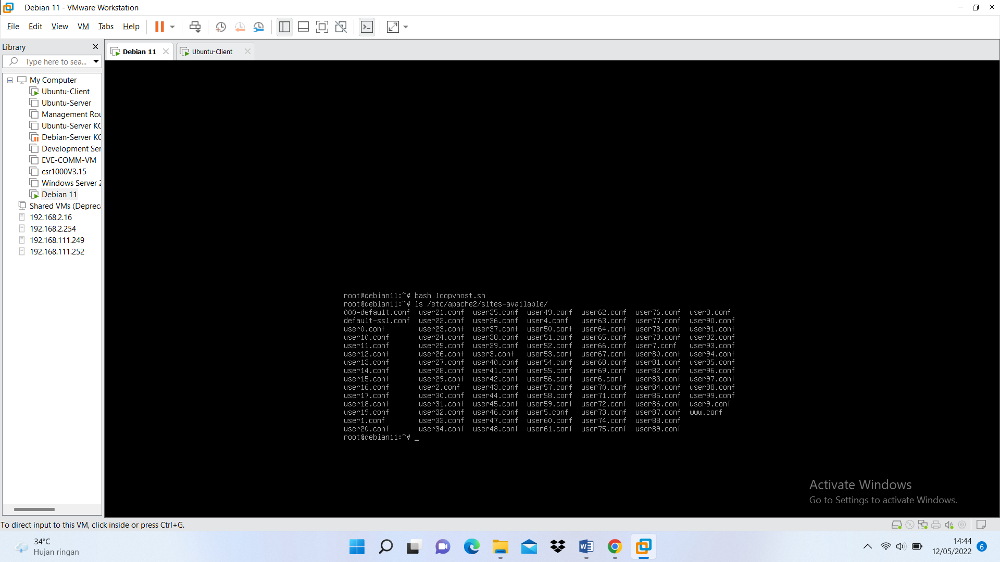 Debian 11 - VMware Workstation
File Edit View VM Tabs Help
Library
Type here to sea...
Debian 11
Ubuntu-Client
My Computer
Ubuntu-Client
Ubuntu-Server
Management Rou
Ubuntu-Server KC
Debian-Server KC
Development Ser
EVE-COMM-VM
csr1000V3.15
Windows Server 2
Debian 11
Shared VMs (Depreca
192.168.2.16
192.168.2.254
192.168.111.249
192.168.111.252
root@debian11:~# bash loopvhost.sh
root@debian11:~# ls /etc/apache2/sites-available/
000-default.conf user21.conf user35.conf user49.conf user62.conf user76.conf user8.conf
default-ssl.conf user22.conf user36.conf user4.conf user63.conf user77.conf user90.conf
user0.conf user23.conf user37.conf user50.conf user64.conf user78.conf user91.conf
user10.conf user24.conf user38.conf user51.conf user65.conf user79.conf user92.conf
user11.conf user25.conf user39.conf user52.conf user66.conf user7.conf user93.conf
user12.conf user26.conf user3.conf user53.conf user67.conf user80.conf user94.conf
user13.conf user27.conf user40.conf user54.conf user68.conf user81.conf user95.conf
user14.conf user28.conf user41.conf user55.conf user69.conf user82.conf user96.conf
user15.conf user29.conf user42.conf user56.conf user6.conf user83.conf user97.conf
user16.conf user2.conf user43.conf user57.conf user70.conf user84.conf user98.conf
user17.conf user30.conf user44.conf user58.conf user71.conf user85.conf user99.conf
user18.conf user31.conf user45.conf user59.conf user72.conf user86.conf user9.conf
user19.conf user32.conf user46.conf user5.conf user73.conf user87.conf www.conf
user1.conf user33.conf user47.conf user60.conf user74.conf user88.conf
user20.conf user34.conf user48.conf user61.conf user75.conf user89.conf
root@debian11:~# _
Activate Windows
Go to Settings to activate Windows.
To direct input to this VM, click inside or press Ctrl+G.
34°C
Hujan ringan
14:44
12/05/2022
6